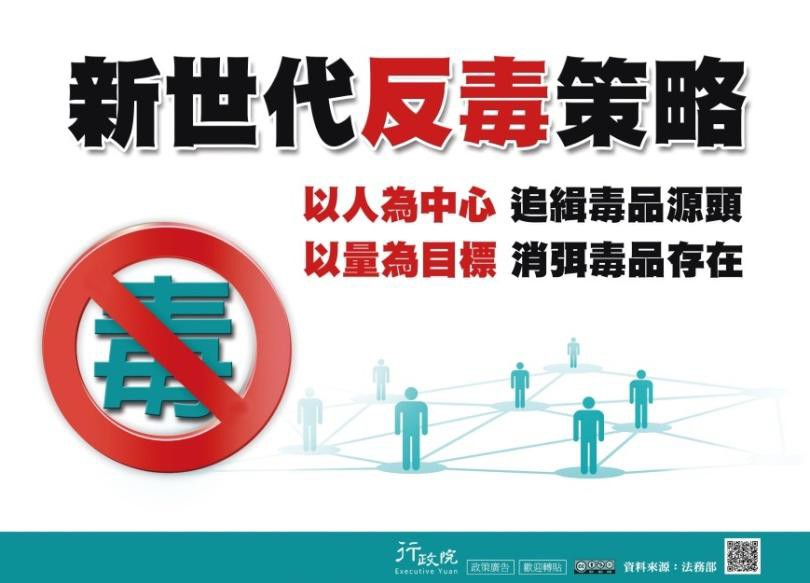 新世代反毒策略
以人為中心 追緝毒品源頭
以量為目標 消弭毒品存在
毒
行政院
Executive Yuan
政策廣告
歡迎轉貼
資料來源：法務部